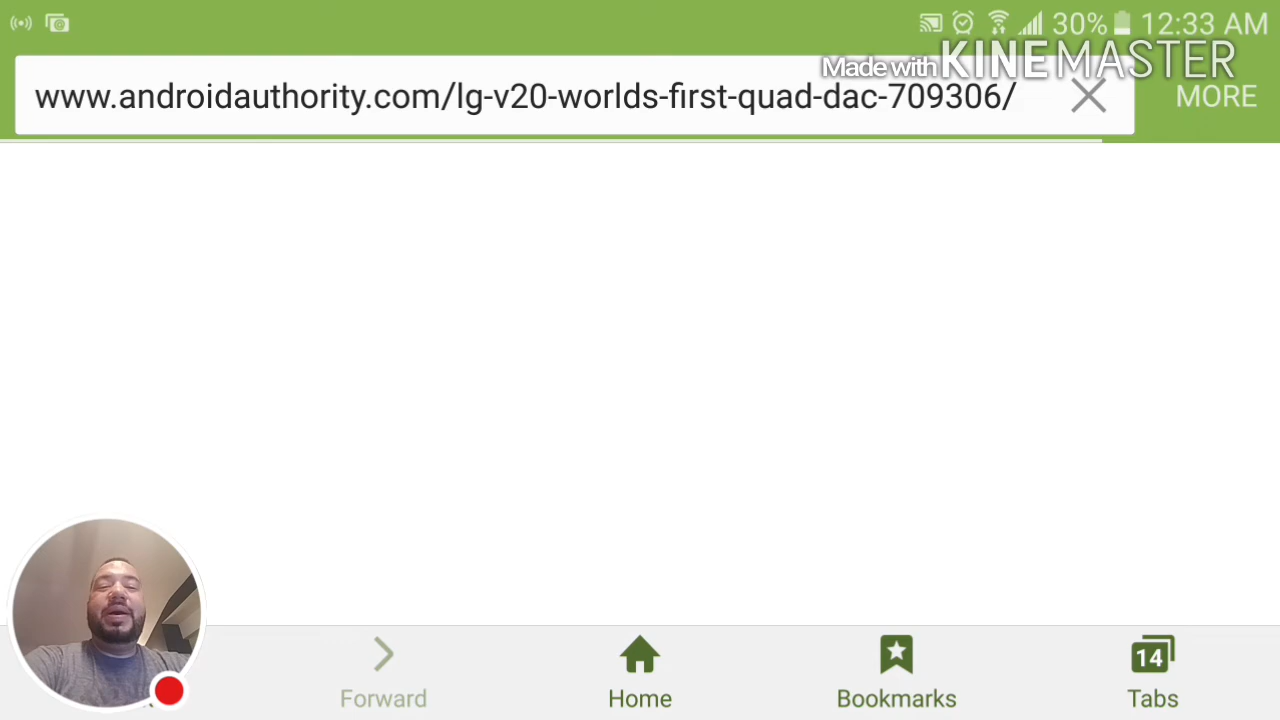 30% 12:33 AM
Made with KINEMASTER
www.androidauthority.com/lg-v20-worlds-first-quad-dac-709306/
MORE
Forward
Home
Bookmarks
14
Tabs